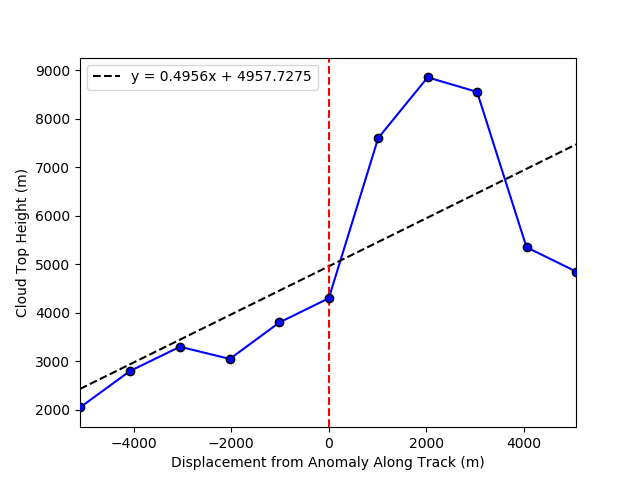 y = 0.4956x + 4957.7275
9000
8000
7000
6000
5000
4000
3000
2000
Cloud Top Height (m)
−4000 −2000 0 2000 4000
Displacement from Anomaly Along Track (m)